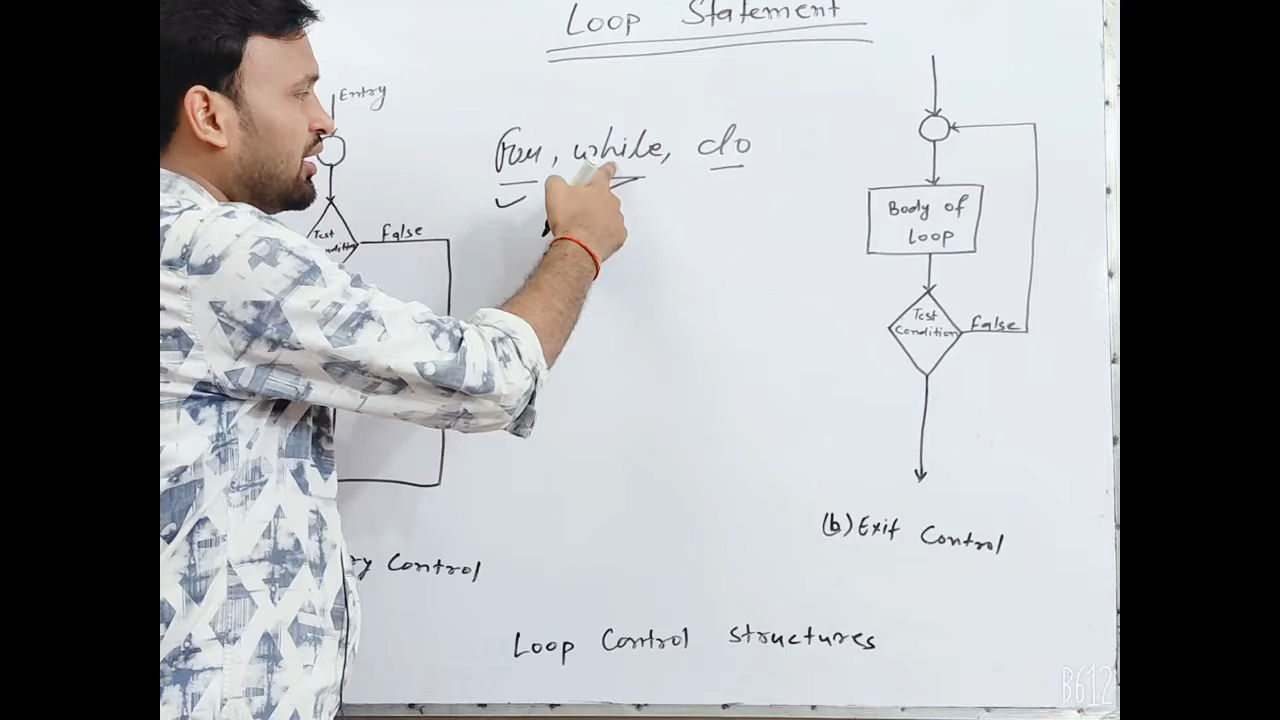 Loop Statement
Entry
For, while, do
Test
False
Body of
Loop
Test
Condition
False
(b) Exit Control
ry Control
Loop Control Structures
B612